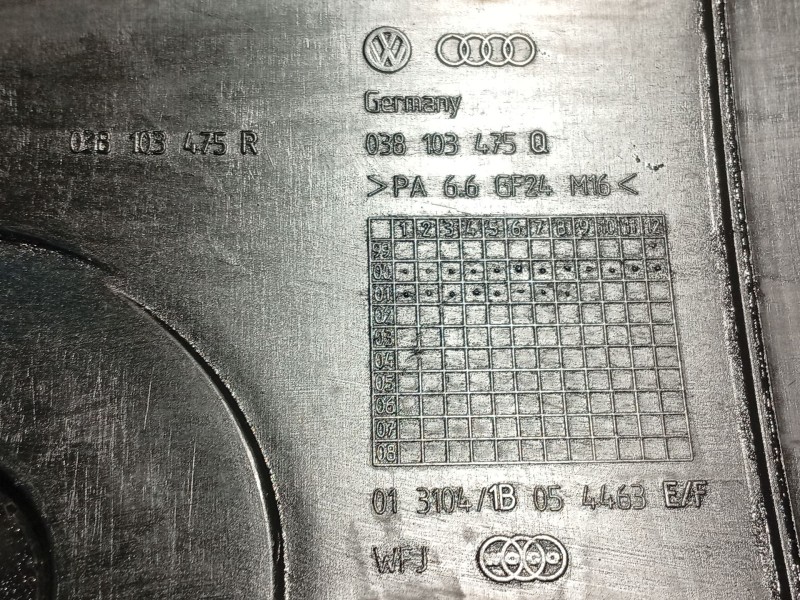 Germany
038 103 475 R
038 103 475 Q
>PA 6.6 GF24 M16<
1 2 3 4 5 6 7 8 9 10 11 12
99
00
01
02
03
04
05
06
07
08
01 3104/1B 05 4463 E/F
WFJ WOCO